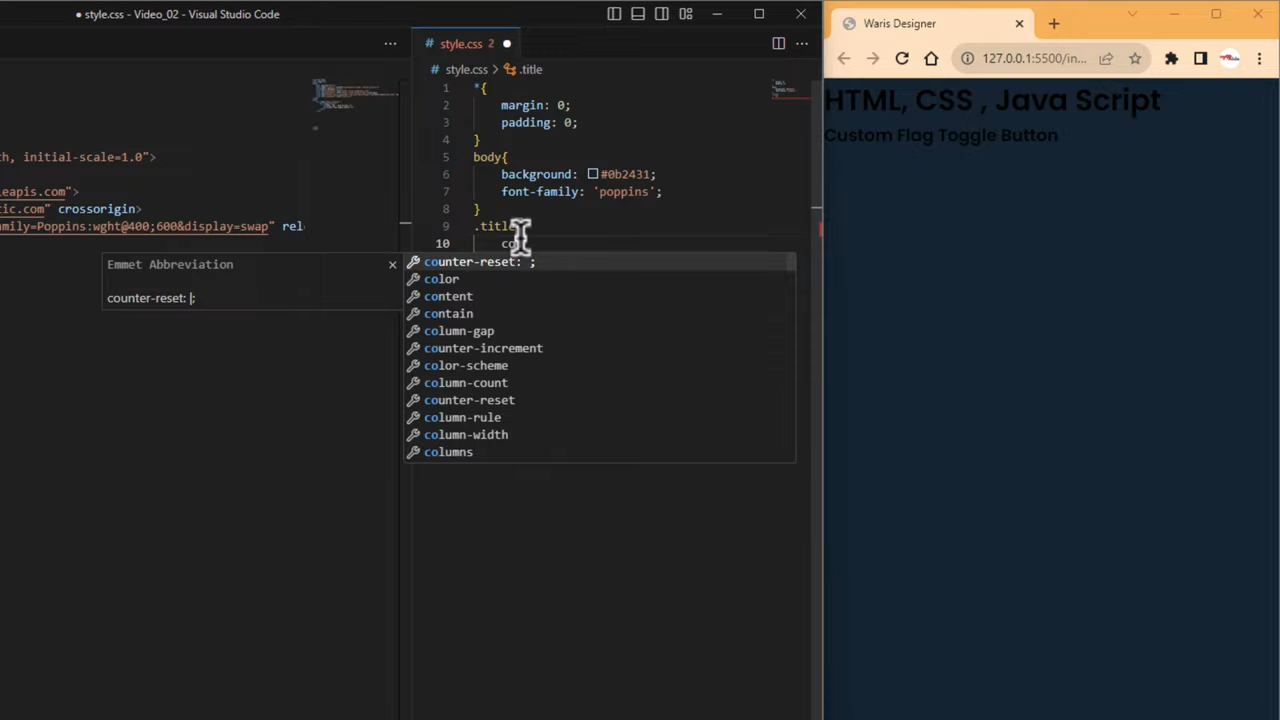 style.css - Video_02 - Visual Studio Code
Waris Designer
style.css 2
127.0.0.1:5500/in...
style.css > .title
th, initial-scale=1.0">
leapis.com">
tic.com" crossorigin>
amily=Poppins:wght@400;600&display=swap" rel
Emmet Abbreviation
counter-reset: |;
1 *{
2 margin: 0;
3 padding: 0;
4 }
5 body{
6 background: #0b2431;
7 font-family: 'poppins';
8 }
9 .title
10 co
counter-reset: ;
color
content
contain
column-gap
counter-increment
color-scheme
column-count
counter-reset
column-rule
column-width
columns
HTML, CSS , Java Script
Custom Flag Toggle Button